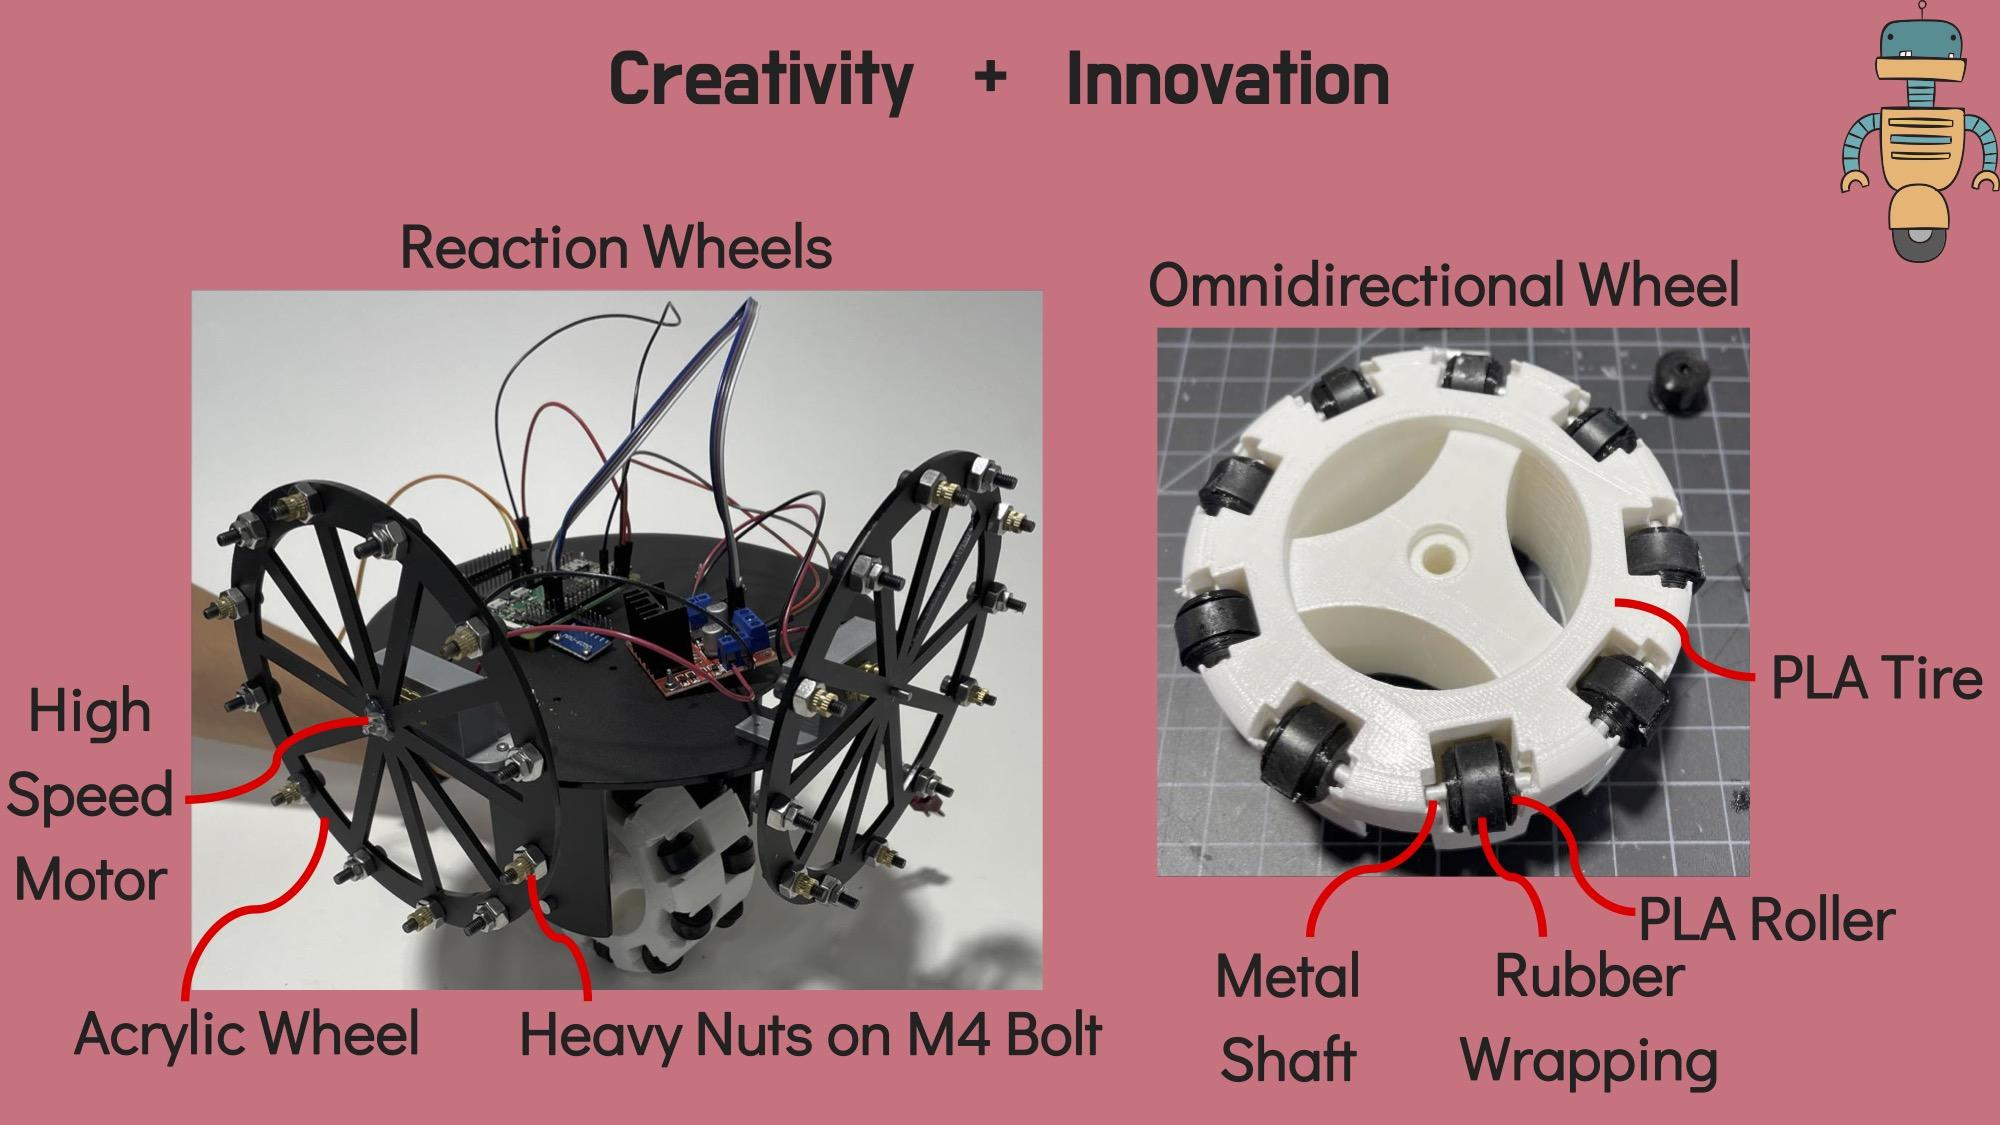 Creativity + Innovation
Reaction Wheels
Omnidirectional Wheel
High
Speed
Motor
Acrylic Wheel
Heavy Nuts on M4 Bolt
PLA Tire
PLA Roller
Metal
Shaft
Rubber
Wrapping